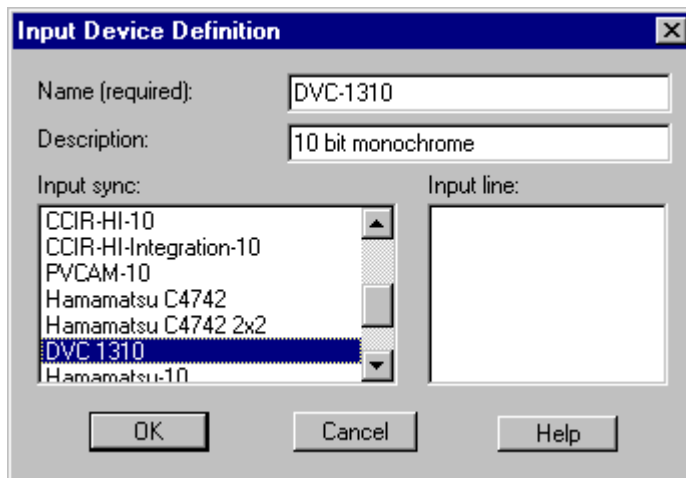 Input Device Definition
Name (required):
DVC-1310
Description:
10 bit monochrome
Input sync:
Input line:
CCIR-HI-10
CCIR-HI-Integration-10
PVCAM-10
Hamamatsu C4742
Hamamatsu C4742 2x2
DVC 1310
Hamamatsu-10
OK
Cancel
Help